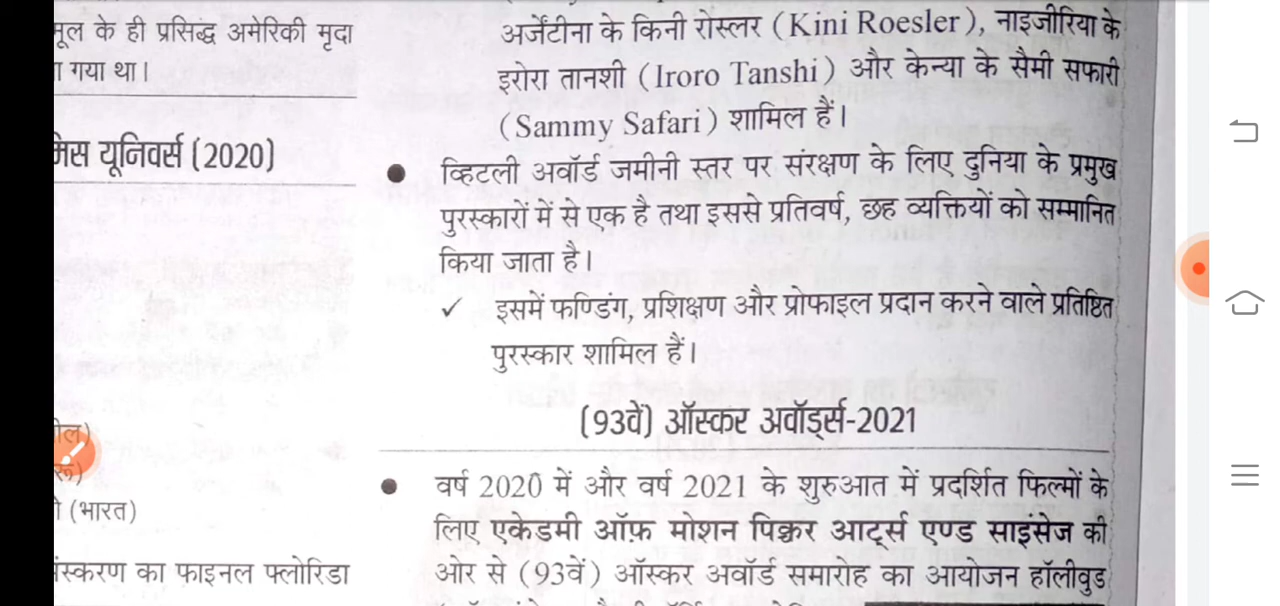 मूल के ही प्रसिद्ध अमेरिकी मृदा
गया था।
मिस यूनिवर्स (2020)
(भारत)
संस्करण का फाइनल फ्लोरिडा
अर्जेंटीना के किनी रोस्लर (Kini Roesler), नाइजीरिया के
इरोरा तानशी (Iroro Tanshi) और केन्या के सैमी सफारी
(Sammy Safari) शामिल हैं।
● व्हिटली अवॉर्ड जमीनी स्तर पर संरक्षण के लिए दुनिया के प्रमुख
पुरस्कारों में से एक है तथा इससे प्रतिवर्ष, छह व्यक्तियों को सम्मानित
किया जाता है।
✓ इसमें फण्डिंग, प्रशिक्षण और प्रोफाइल प्रदान करने वाले प्रतिष्ठित
पुरस्कार शामिल हैं।
(93वें) ऑस्कर अवॉर्ड्स-2021
● वर्ष 2020 में और वर्ष 2021 के शुरुआत में प्रदर्शित फिल्मों के
लिए एकेडमी ऑफ़ मोशन पिक्चर आर्ट्स एण्ड साइंसेज की
ओर से (93वें) ऑस्कर अवॉर्ड समारोह का आयोजन हॉलीवुड